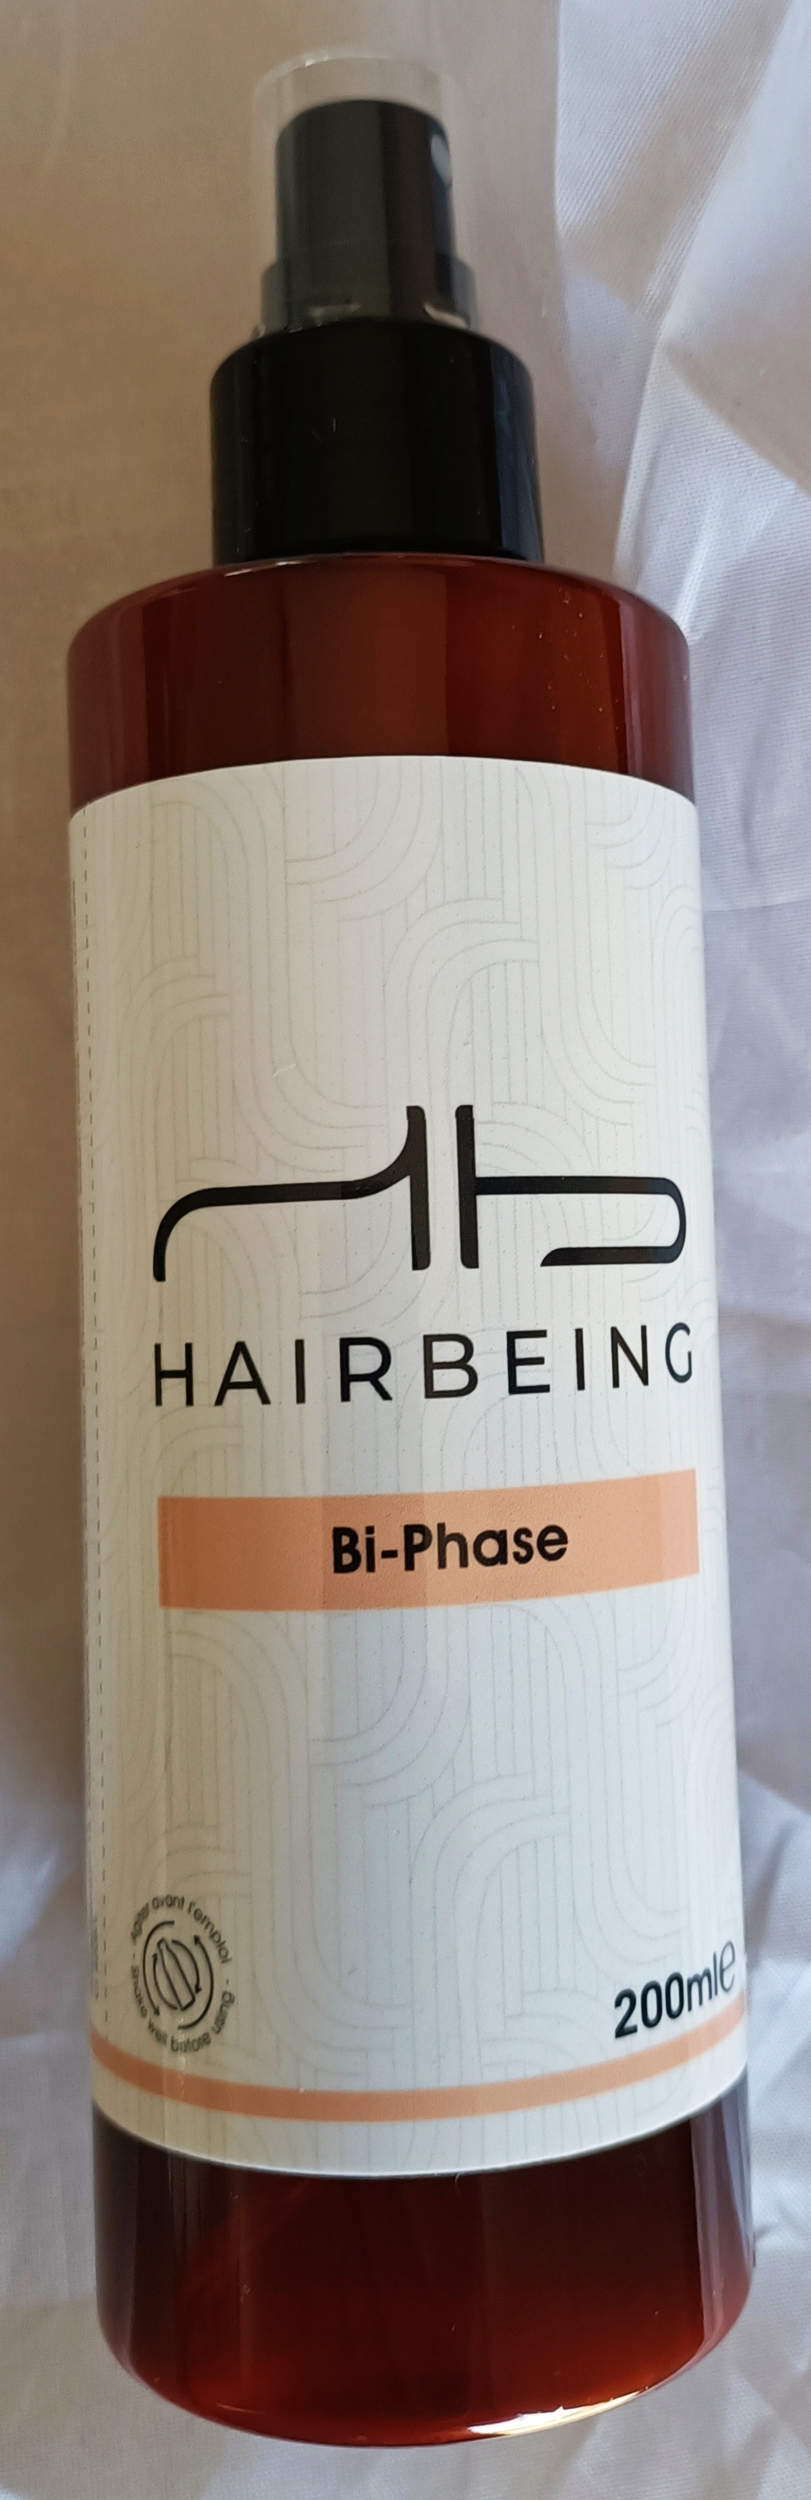 HAIRBEING
Bi-Phase
Agiter avant l'emploi · Shake well before using ·
200ml℮